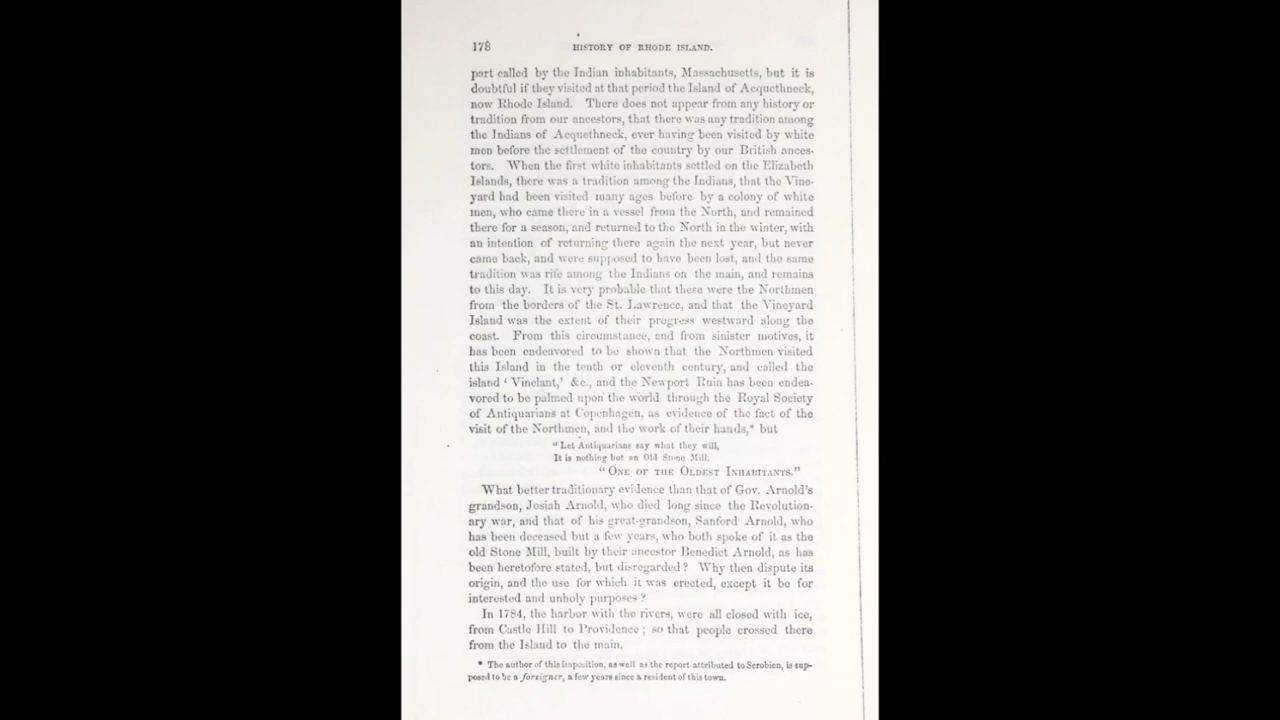 178
HISTORY OF RHODE ISLAND.
part called by the Indian inhabitants, Massachusetts, but it is
doubtful if they visited at that period the Island of Acquethneck,
now Rhode Island. There does not appear from any history or
tradition from our ancestors, that there was any tradition among
the Indians of Acquethneck, ever having been visited by white
men before the settlement of the country by our British ances-
tors. When the first white inhabitants settled on the Elizabeth
Islands, there was a tradition among the Indians, that the Vine-
yard had been visited many ages before by a colony of white
men, who came there in a vessel from the North, and remained
there for a season, and returned to the North in the winter, with
an intention of returning there again the next year, but never
came back, and were supposed to have been lost, and the same
tradition was rife among the Indians on the main, and remains
to this day. It is very probable that these were the Northmen
from the borders of the St. Lawrence, and that the Vineyard
Island was the extent of their progress westward along the
coast. From this circumstance, and from sinister motives, it
has been endeavored to be shown that the Northmen visited
this Island in the tenth or eleventh century, and called the
island ‘ Vinelant,’ &c., and the Newport Ruin has been endea-
vored to be palmed upon the world through the Royal Society
of Antiquarians at Copenhagen, as evidence of the fact of the
visit of the Northmen, and the work of their hands,* but
“ Let Antiquarians say what they will,
It is nothing but an Old Stone Mill.
“ ONE OF THE OLDEST INHABITANTS.”
What better traditionary evidence than that of Gov. Arnold's
grandson, Josiah Arnold, who died long since the Revolution-
ary war, and that of his great-grandson, Sanford Arnold, who
has been deceased but a few years, who both spoke of it as the
old Stone Mill, built by their ancestor Benedict Arnold, as has
been heretofore stated, but disregarded ? Why then dispute its
origin, and the use for which it was erected, except it be for
interested and unholy purposes ?
In 1784, the harbor with the rivers, were all closed with ice,
from Castle Hill to Providence ; so that people crossed there
from the Island to the main.
* The author of this imposition, as well as the report attributed to Scrobien, is sup-
posed to be a foreigner, a few years since a resident of this town.